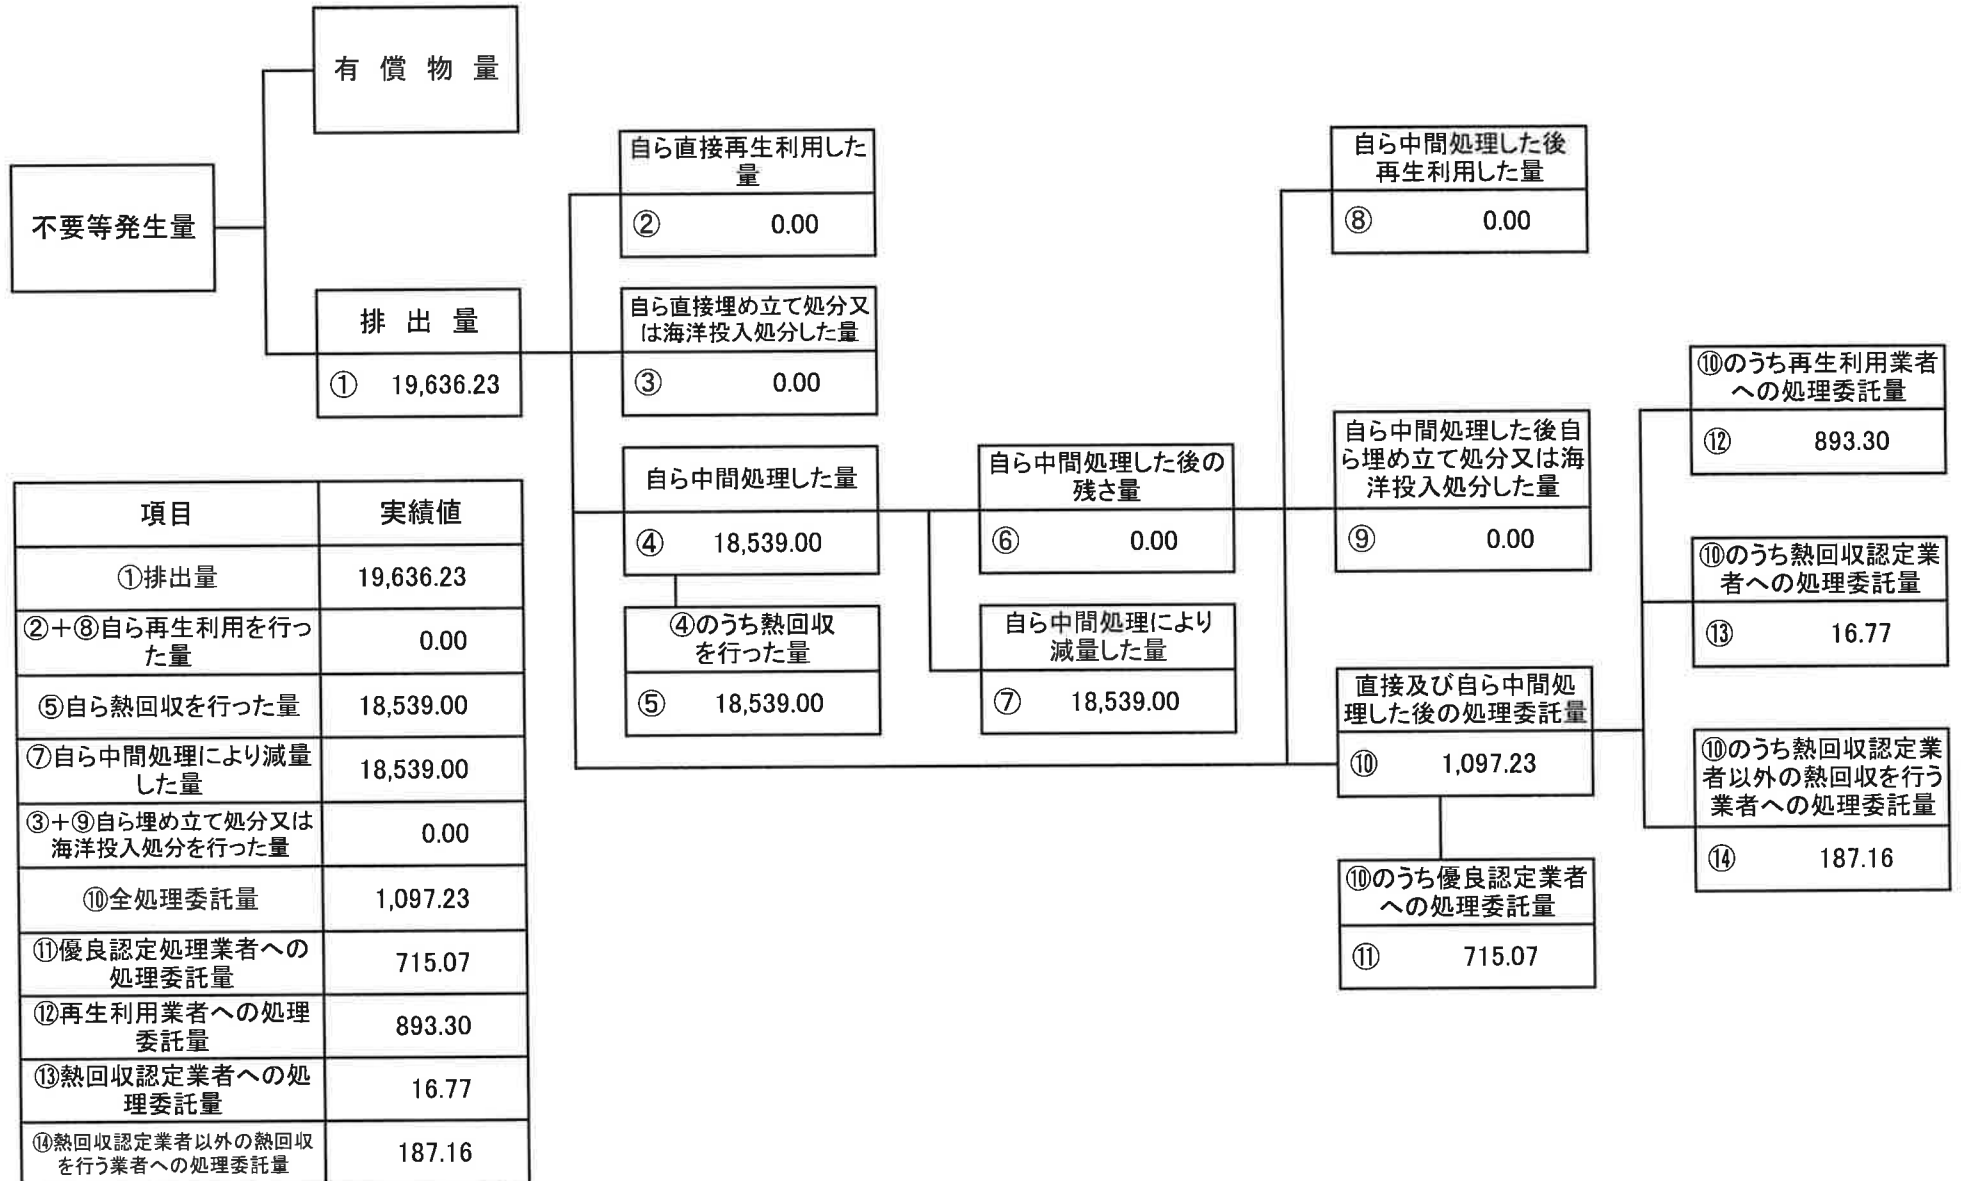 有 償 物 量
不要等発生量
排 出 量
① 19,636.23
自ら直接再生利用した
量
② 0.00
自ら直接埋め立て処分又
は海洋投入処分した量
③ 0.00
自ら中間処理した量
④ 18,539.00
④のうち熱回収
を行った量
⑤ 18,539.00
自ら中間処理した後の
残さ量
⑥ 0.00
自ら中間処理により
減量した量
⑦ 18,539.00
自ら中間処理した後
再生利用した量
⑧ 0.00
自ら中間処理した後自
ら埋め立て処分又は海
洋投入処分した量
⑨ 0.00
直接及び自ら中間処
理した後の処理委託量
⑩ 1,097.23
⑩のうち優良認定業者
への処理委託量
⑪ 715.07
⑩のうち再生利用業者
への処理委託量
⑫ 893.30
⑩のうち熱回収認定業
者への処理委託量
⑬ 16.77
⑩のうち熱回収認定業
者以外の熱回収を行う
業者への処理委託量
⑭ 187.16
項目 実績値
①排出量 19,636.23
②+⑧自ら再生利用を行っ
た量 0.00
⑤自ら熱回収を行った量 18,539.00
⑦自ら中間処理により減量
した量 18,539.00
③+⑨自ら埋め立て処分又は
海洋投入処分を行った量 0.00
⑩全処理委託量 1,097.23
⑪優良認定処理業者への
処理委託量 715.07
⑫再生利用業者への処理
委託量 893.30
⑬熱回収認定業者への処
理委託量 16.77
⑭熱回収認定業者以外の熱回収
を行う業者への処理委託量 187.16